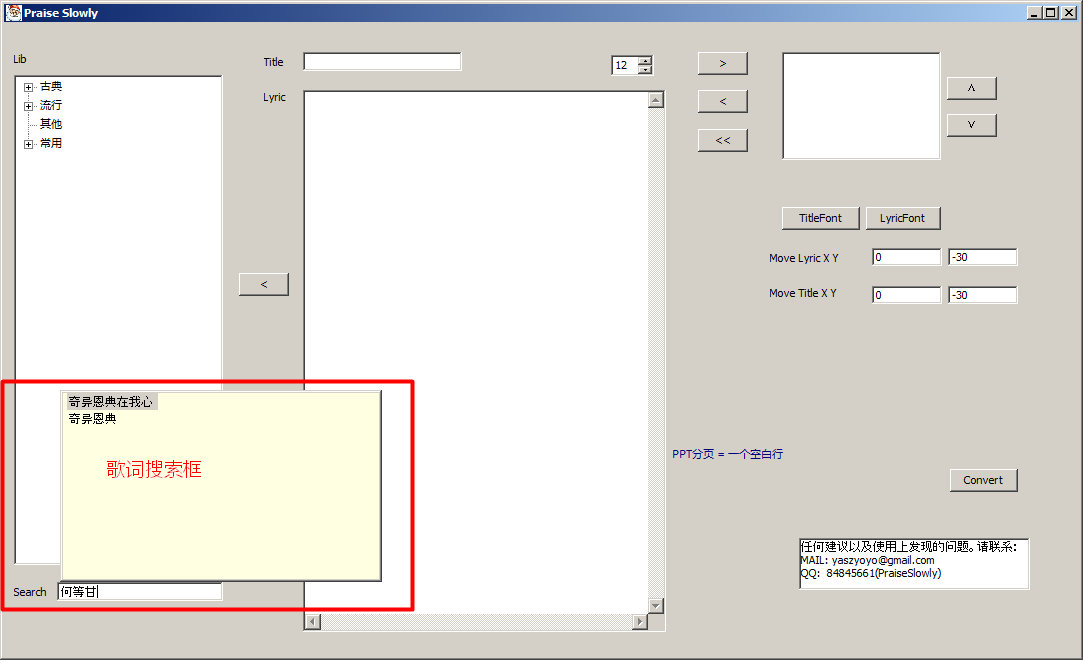 Praise Slowly
Lib
古典
流行
其他
常用
Title
12
Lyric
<
>
<
<<
^
v
TitleFont
LyricFont
Move Lyric X Y
0
-30
Move Title X Y
0
-30
奇异恩典在我心
奇异恩典
歌词搜索框
Search
何等甘
PPT分页 = 一个空白行
Convert
任何建议以及使用上发现的问题。请联系：
MAIL: yaszyoyo@gmail.com
QQ: 84845661(PraiseSlowly)